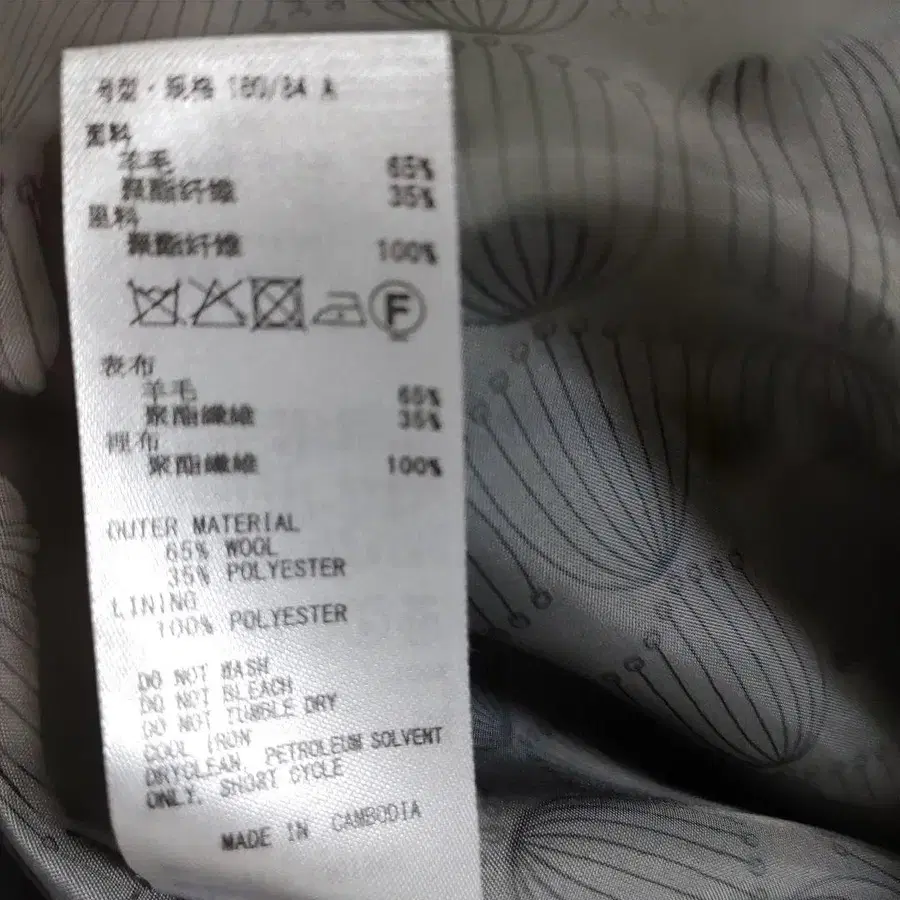 号型·规格 160/84 A
面料
羊毛 65%
聚酯纤维 35%
里料
聚酯纤维 100%
F
表布
羊毛 65%
聚酯纖維 35%
裡布
聚酯纖維 100%
OUTER MATERIAL
65% WOOL
35% POLYESTER
LINING
100% POLYESTER
DO NOT WASH
DO NOT BLEACH
DO NOT TUMBLE DRY
COOL IRON
DRYCLEAN, PETROLEUM SOLVENT
ONLY, SHORT CYCLE
MADE IN CAMBODIA